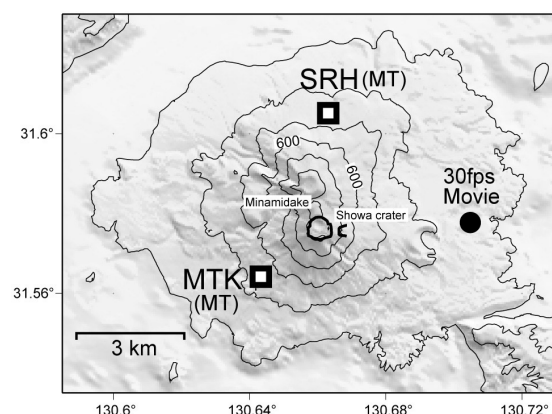 SRH (MT)
31.6°
600
600
30fps
Movie
Minamidake
Showa crater
MTK
(MT)
31.56°
3 km
130.6° 130.64° 130.68° 130.72°